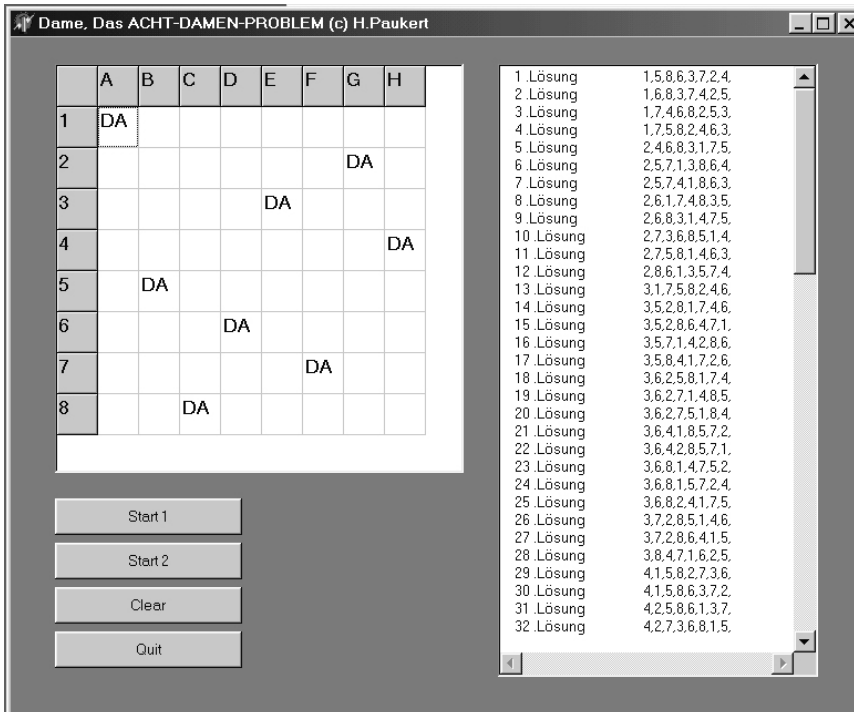 Dame, Das ACHT-DAMEN-PROBLEM (c) H.Paukert
A B C D E F G H
1 DA
2 DA
3 DA
4 DA
5 DA
6 DA
7 DA
8 DA
Start 1
Start 2
Clear
Quit
1 .Lösung 1,5,8,6,3,7,2,4,
2 .Lösung 1,6,8,3,7,4,2,5,
3 .Lösung 1,7,4,6,8,2,5,3,
4 .Lösung 1,7,5,8,2,4,6,3,
5 .Lösung 2,4,6,8,3,1,7,5,
6 .Lösung 2,5,7,1,3,8,6,4,
7 .Lösung 2,5,7,4,1,8,6,3,
8 .Lösung 2,6,1,7,4,8,3,5,
9 .Lösung 2,6,8,3,1,4,7,5,
10 .Lösung 2,7,3,6,8,5,1,4,
11 .Lösung 2,7,5,8,1,4,6,3,
12 .Lösung 2,8,6,1,3,5,7,4,
13 .Lösung 3,1,7,5,8,2,4,6,
14 .Lösung 3,5,2,8,1,7,4,6,
15 .Lösung 3,5,2,8,6,4,7,1,
16 .Lösung 3,5,7,1,4,2,8,6,
17 .Lösung 3,5,8,4,1,7,2,6,
18 .Lösung 3,6,2,5,8,1,7,4,
19 .Lösung 3,6,2,7,1,4,8,5,
20 .Lösung 3,6,2,7,5,1,8,4,
21 .Lösung 3,6,4,1,8,5,7,2,
22 .Lösung 3,6,4,2,8,5,7,1,
23 .Lösung 3,6,8,1,4,7,5,2,
24 .Lösung 3,6,8,1,5,7,2,4,
25 .Lösung 3,6,8,2,4,1,7,5,
26 .Lösung 3,7,2,8,5,1,4,6,
27 .Lösung 3,7,2,8,6,4,1,5,
28 .Lösung 3,8,4,7,1,6,2,5,
29 .Lösung 4,1,5,8,2,7,3,6,
30 .Lösung 4,1,5,8,6,3,7,2,
31 .Lösung 4,2,5,8,6,1,3,7,
32 .Lösung 4,2,7,3,6,8,1,5,